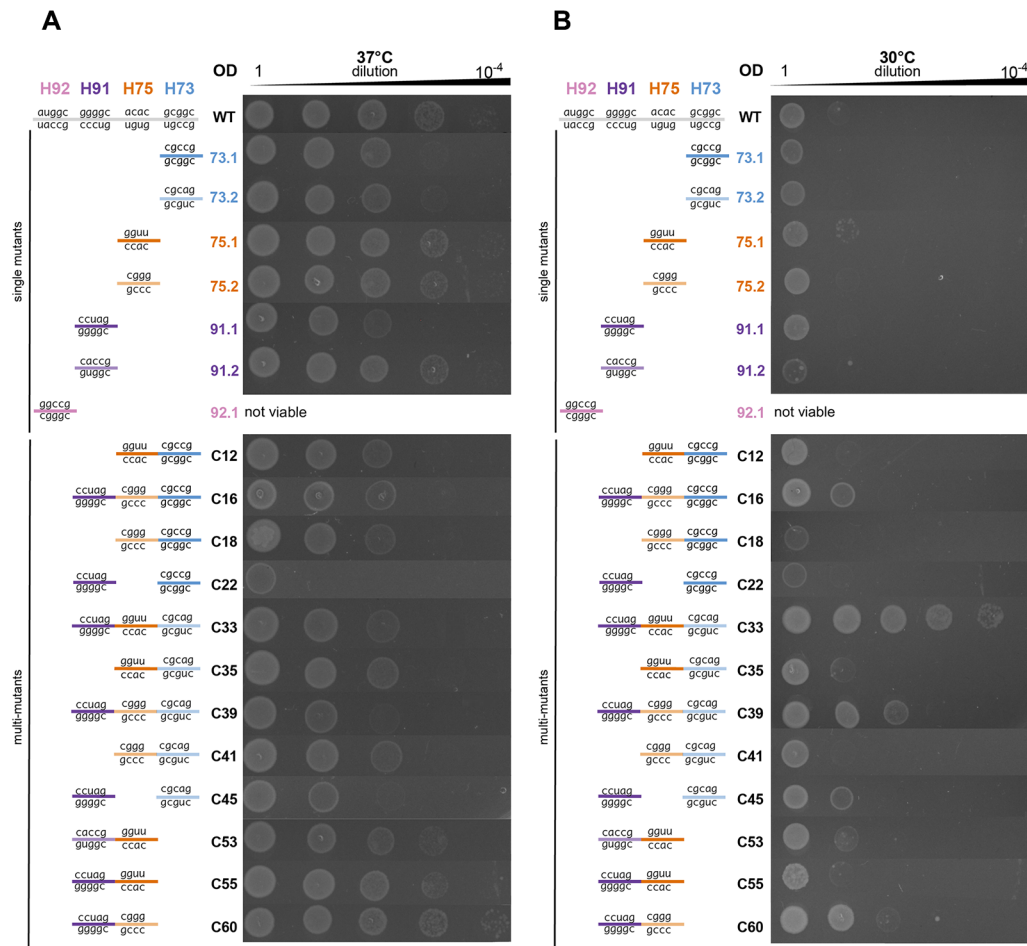 A
37°C
OD 1 dilution 10-4
H92 H91 H75 H73
auggc ggggc acac gcggc
uaccg cccug ugug ugccg
WT
single mutants
cgccg
gcggc
73.1
cgcag
gcguc
73.2
gguu
ccac
75.1
cggg
gccc
75.2
ccuag
ggggc
91.1
caccg
guggc
91.2
ggccg
cgggc
92.1 not viable
multi-mutants
gguu cgccg
ccac gcggc
C12
ccuag cggg cgccg
ggggc gccc gcggc
C16
cggg cgccg
gccc gcggc
C18
ccuag cgccg
ggggc gcggc
C22
ccuag gguu cgcag
ggggc ccac gcguc
C33
gguu cgcag
ccac gcguc
C35
ccuag cggg cgcag
ggggc gccc gcguc
C39
cggg cgcag
gccc gcguc
C41
ccuag cgcag
ggggc gcguc
C45
caccg gguu
guggc ccac
C53
ccuag gguu
ggggc ccac
C55
ccuag cggg
ggggc gccc
C60
B
30°C
OD 1 dilution 10-4
H92 H91 H75 H73
auggc ggggc acac gcggc
uaccg cccug ugug ugccg
WT
single mutants
cgccg
gcggc
73.1
cgcag
gcguc
73.2
gguu
ccac
75.1
cggg
gccc
75.2
ccuag
ggggc
91.1
caccg
guggc
91.2
ggccg
cgggc
92.1 not viable
multi-mutants
gguu cgccg
ccac gcggc
C12
ccuag cggg cgccg
ggggc gccc gcggc
C16
cggg cgccg
gccc gcggc
C18
ccuag cgccg
ggggc gcggc
C22
ccuag gguu cgcag
ggggc ccac gcguc
C33
gguu cgcag
ccac gcguc
C35
ccuag cggg cgcag
ggggc gccc gcguc
C39
cggg cgcag
gccc gcguc
C41
ccuag cgcag
ggggc gcguc
C45
caccg gguu
guggc ccac
C53
ccuag gguu
ggggc ccac
C55
ccuag cggg
ggggc gccc
C60